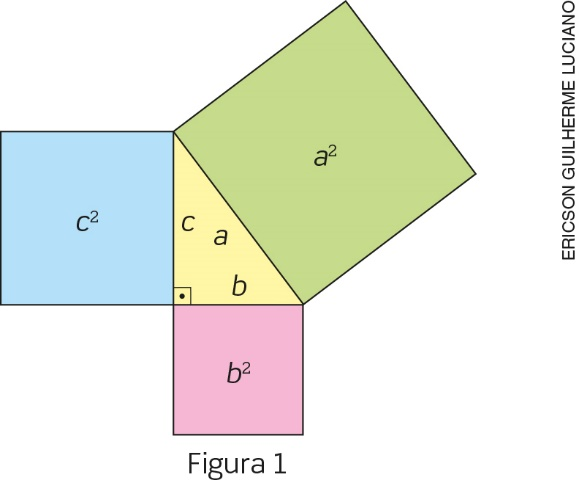 a²
c²
c
a
b
b²
Figura 1
ERICSON GUILHERME LUCIANO